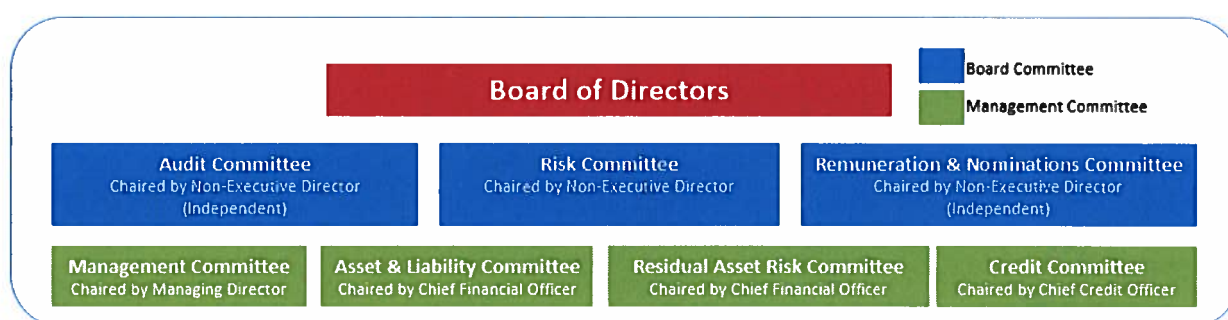 Board of Directors
Board Committee
Management Committee
Audit Committee
Chaired by Non-Executive Director
(Independent)
Risk Committee
Chaired by Non-Executive Director
Remuneration & Nominations Committee
Chaired by Non-Executive Director
(Independent)
Management Committee
Chaired by Managing Director
Asset & Liability Committee
Chaired by Chief Financial Officer
Residual Asset Risk Committee
Chaired by Chief Financial Officer
Credit Committee
Chaired by Chief Credit Officer